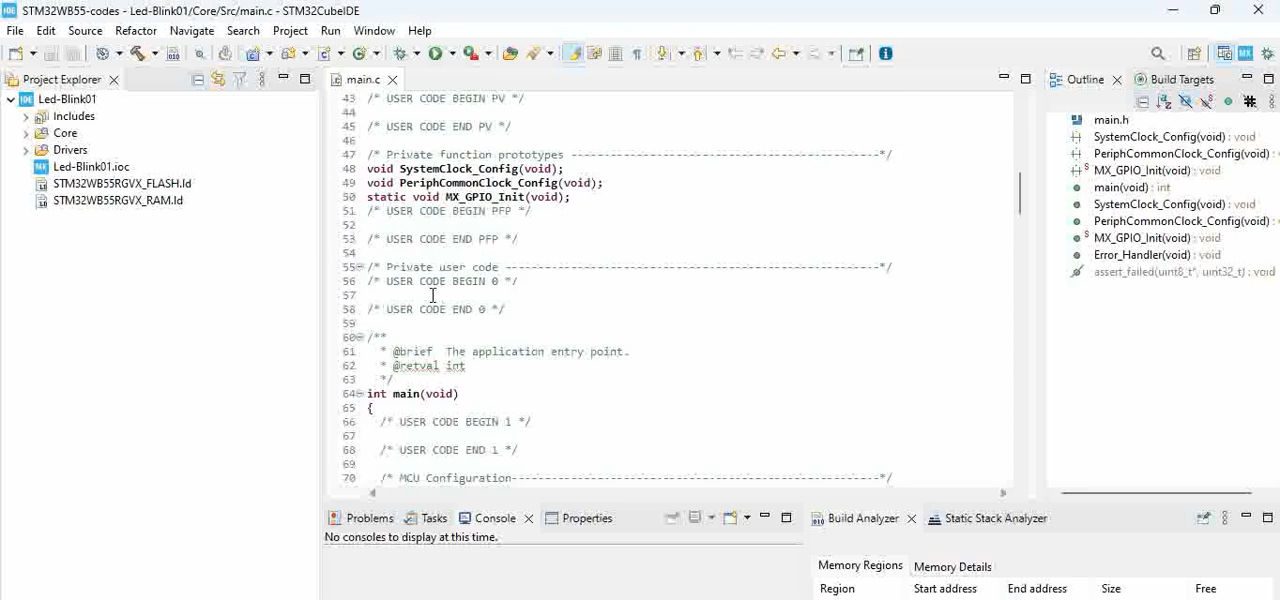 STM32WB55-codes - Led-Blink01/Core/Src/main.c - STM32CubeIDE
File Edit Source Refactor Navigate Search Project Run Window Help
Project Explorer
Led-Blink01
Includes
Core
Drivers
Led-Blink01.ioc
STM32WB55RGVX_FLASH.ld
STM32WB55RGVX_RAM.ld
main.c
43 /* USER CODE BEGIN PV */
44
45 /* USER CODE END PV */
46
47 /* Private function prototypes -----------------------------------------------*/
48 void SystemClock_Config(void);
49 void PeriphCommonClock_Config(void);
50 static void MX_GPIO_Init(void);
51 /* USER CODE BEGIN PFP */
52
53 /* USER CODE END PFP */
54
55 /* Private user code ---------------------------------------------------------*/
56 /* USER CODE BEGIN 0 */
57
58 /* USER CODE END 0 */
59
60 /**
61 * @brief The application entry point.
62 * @retval int
63 */
64 int main(void)
65 {
66 /* USER CODE BEGIN 1 */
67
68 /* USER CODE END 1 */
69
70 /* MCU Configuration--------------------------------------------------------*/
Outline Build Targets
main.h
SystemClock_Config(void) : void
PeriphCommonClock_Config(void) :
MX_GPIO_Init(void) : void
main(void) : int
SystemClock_Config(void) : void
PeriphCommonClock_Config(void) :
MX_GPIO_Init(void) : void
Error_Handler(void) : void
assert_failed(uint8_t*, uint32_t) : void
Problems Tasks Console Properties
No consoles to display at this time.
Build Analyzer Static Stack Analyzer
Memory Regions Memory Details
Region Start address End address Size Free